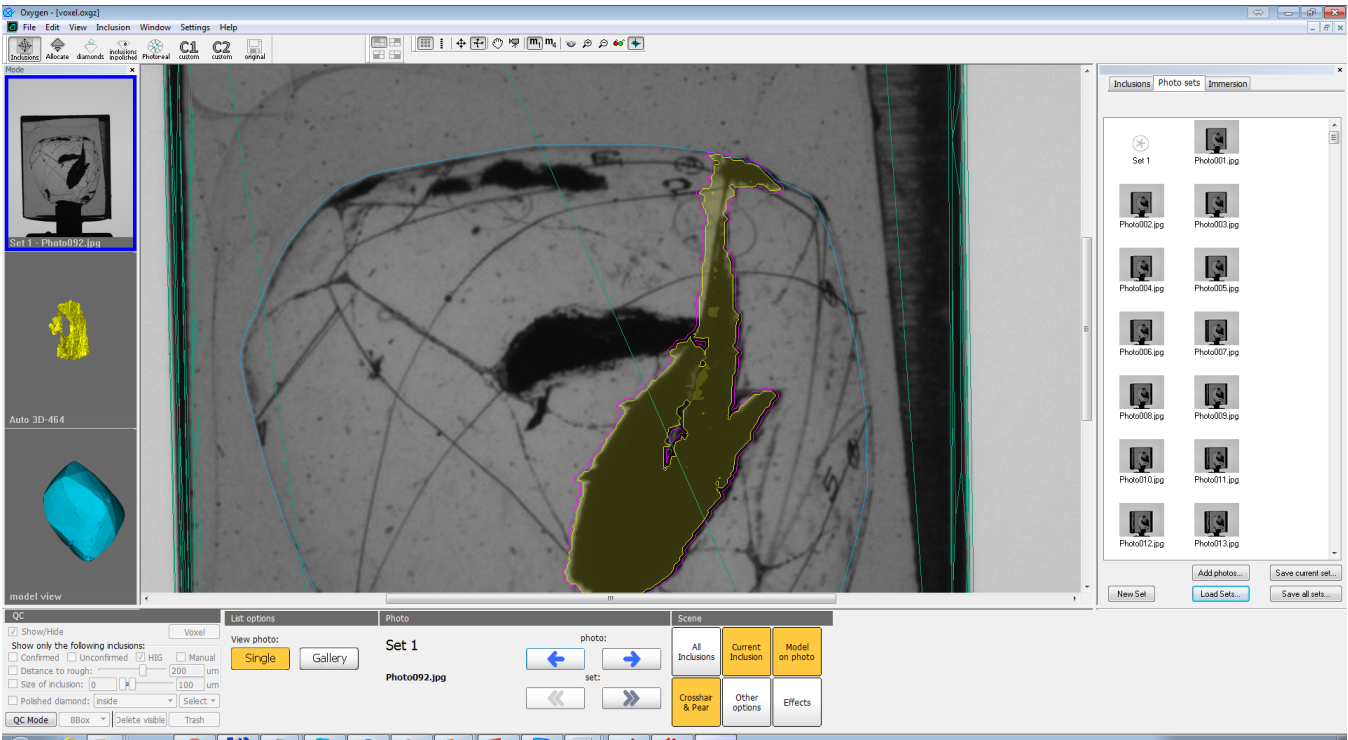 Oxygen - [voxel.oxgz]
File Edit View Inclusion Window Settings Help
Inclusions Allocate diamonds inclusions inpolished Photoreal C1 custom C2 custom original
Mode
Set 1 - Photo092.jpg
Auto 3D-464
model view
Inclusions Photo sets Immersion
Set 1 Photo001.jpg
Photo002.jpg Photo003.jpg
Photo004.jpg Photo005.jpg
Photo006.jpg Photo007.jpg
Photo008.jpg Photo009.jpg
Photo010.jpg Photo011.jpg
Photo012.jpg Photo013.jpg
Add photos... Save current set...
New Set Load Sets... Save all sets...
QC
Show/Hide Voxel
Show only the following inclusions:
Confirmed Unconfirmed HIG Manual
Distance to rough: 200 um
Size of inclusion: 0 100 um
Polished diamond: inside Select
QC Mode BBox Delete visible Trash
List options
View photo:
Single Gallery
Photo
Set 1
Photo092.jpg
photo:
set:
Scene
All Inclusions Current Inclusion Model on photo
Crosshair & Pear Other options Effects